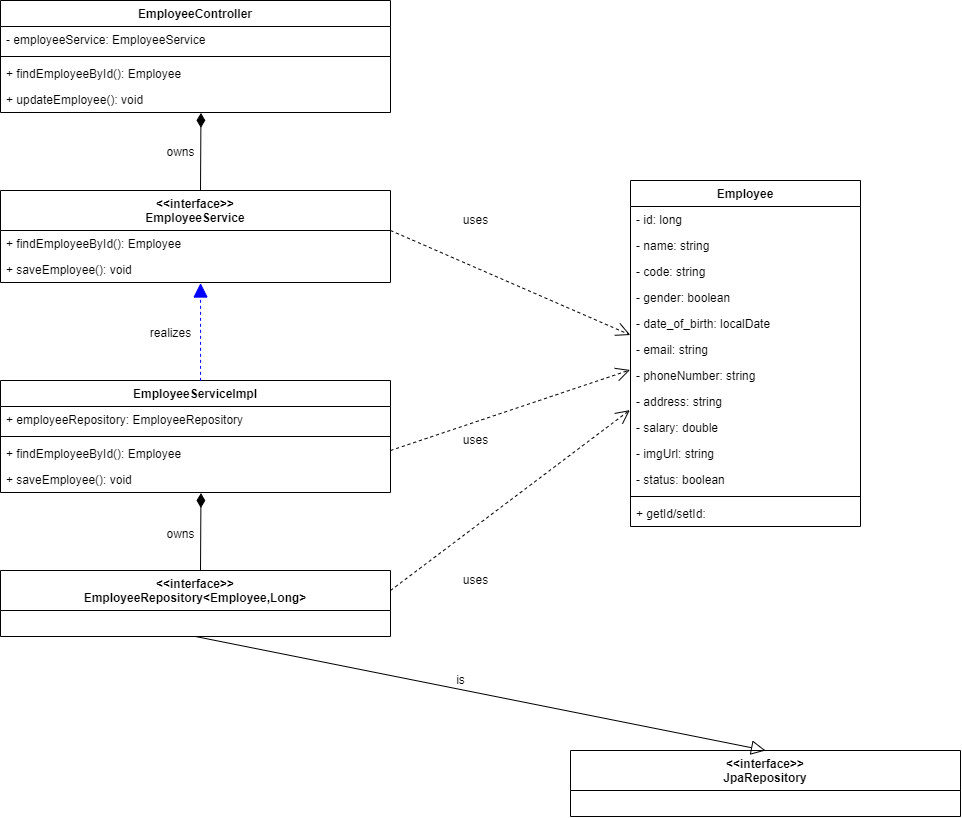 EmployeeController
- employeeService: EmployeeService
+ findEmployeeById(): Employee
+ updateEmployee(): void
owns
<<interface>>
EmployeeService
+ findEmployeeById(): Employee
+ saveEmployee(): void
realizes
EmployeeServiceImpl
+ employeeRepository: EmployeeRepository
+ findEmployeeById(): Employee
+ saveEmployee(): void
owns
<<interface>>
EmployeeRepository<Employee,Long>
uses
uses
uses
Employee
- id: long
- name: string
- code: string
- gender: boolean
- date_of_birth: localDate
- email: string
- phoneNumber: string
- address: string
- salary: double
- imgUrl: string
- status: boolean
+ getId/setId:
is
<<interface>>
JpaRepository